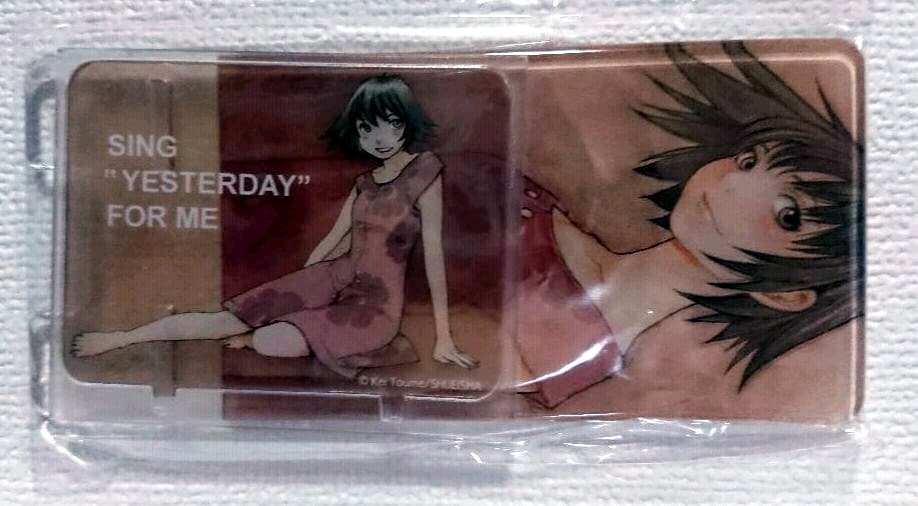 SING
"YESTERDAY"
FOR ME
© Kei Toume/SHUEISHA